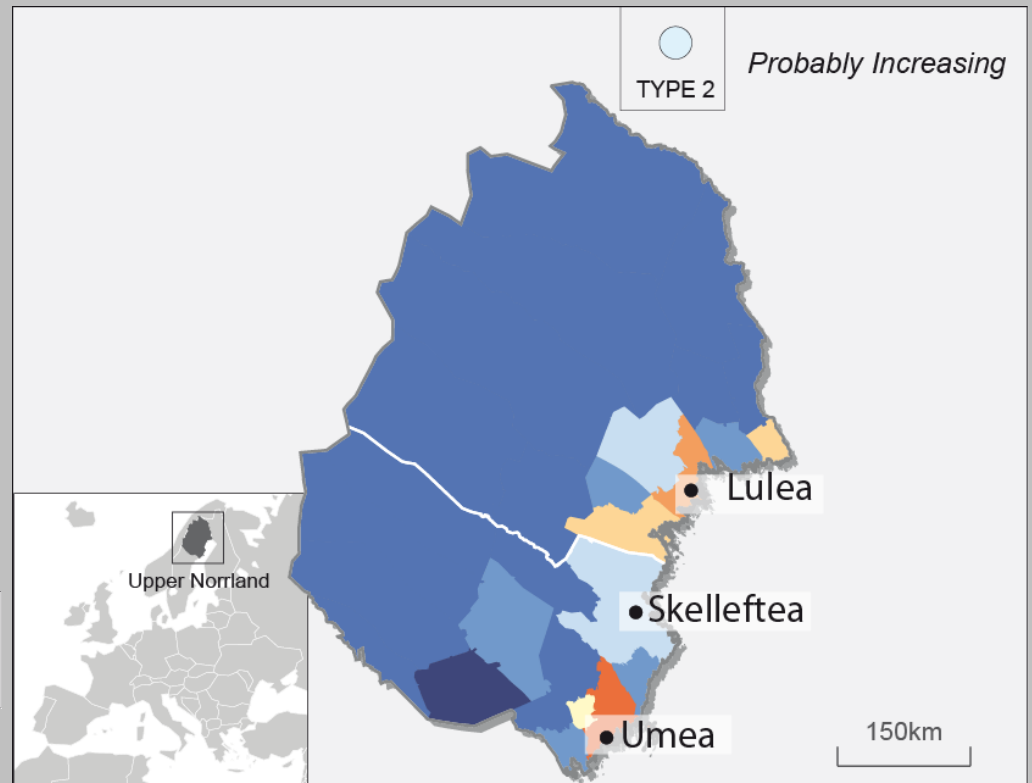 TYPE 2
Probably Increasing
Lulea
Upper Norrland
Skelleftea
Umea
150km